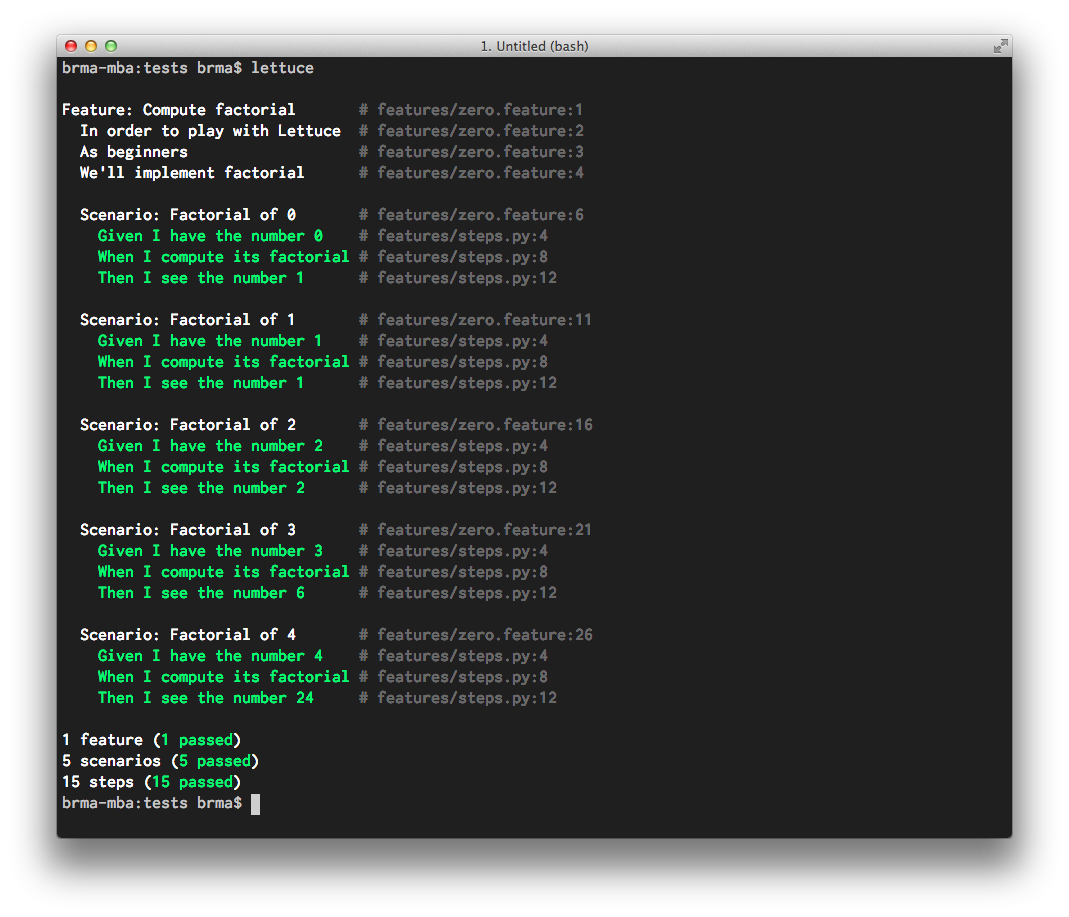 1. Untitled (bash)
brma-mba:tests brma$ lettuce
Feature: Compute factorial # features/zero.feature:1
In order to play with Lettuce # features/zero.feature:2
As beginners # features/zero.feature:3
We'll implement factorial # features/zero.feature:4
Scenario: Factorial of 0 # features/zero.feature:6
Given I have the number 0 # features/steps.py:4
When I compute its factorial # features/steps.py:8
Then I see the number 1 # features/steps.py:12
Scenario: Factorial of 1 # features/zero.feature:11
Given I have the number 1 # features/steps.py:4
When I compute its factorial # features/steps.py:8
Then I see the number 1 # features/steps.py:12
Scenario: Factorial of 2 # features/zero.feature:16
Given I have the number 2 # features/steps.py:4
When I compute its factorial # features/steps.py:8
Then I see the number 2 # features/steps.py:12
Scenario: Factorial of 3 # features/zero.feature:21
Given I have the number 3 # features/steps.py:4
When I compute its factorial # features/steps.py:8
Then I see the number 6 # features/steps.py:12
Scenario: Factorial of 4 # features/zero.feature:26
Given I have the number 4 # features/steps.py:4
When I compute its factorial # features/steps.py:8
Then I see the number 24 # features/steps.py:12
1 feature (1 passed)
5 scenarios (5 passed)
15 steps (15 passed)
brma-mba:tests brma$